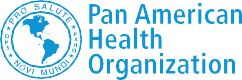 PRO SALUTE
NOVI MUNDI
Pan American
Health
Organization